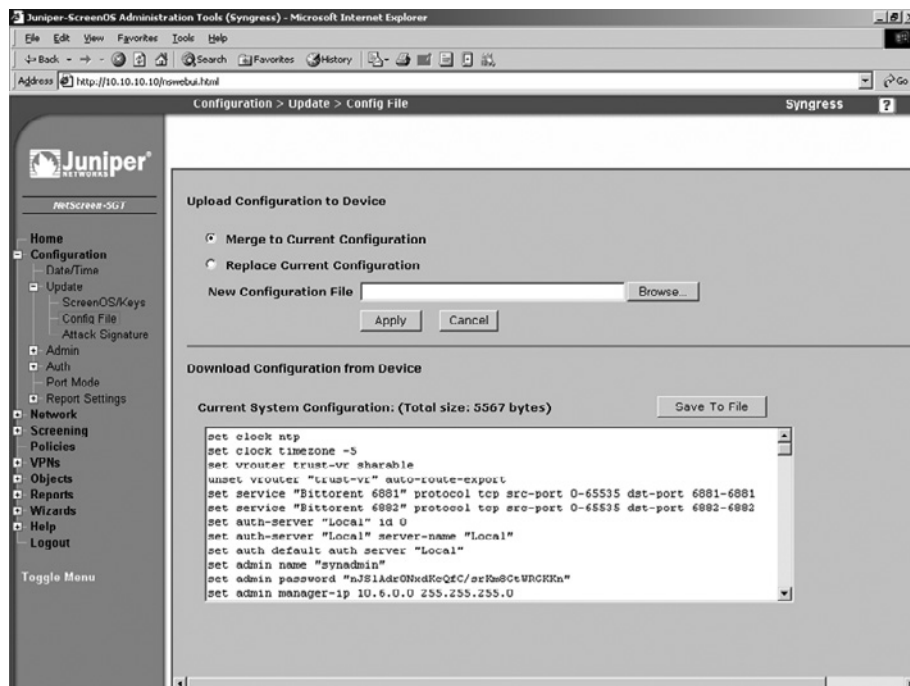 Juniper-ScreenOS Administration Tools (Syngress) - Microsoft Internet Explorer
File Edit View Favorites Tools Help
Back Search Favorites History
Address http://10.10.10.10/nswebui.html Go
Configuration > Update > Config File Syngress ?
Juniper
NETWORKS
NetScreen-5GT
Home
Configuration
Date/Time
Update
ScreenOS/Keys
Config File
Attack Signature
Admin
Auth
Port Mode
Report Settings
Network
Screening
Policies
VPNs
Objects
Reports
Wizards
Help
Logout
Toggle Menu
Upload Configuration to Device
Merge to Current Configuration
Replace Current Configuration
New Configuration File Browse...
Apply Cancel
Download Configuration from Device
Current System Configuration: (Total size: 5567 bytes) Save To File
set clock ntp
set clock timezone -5
set vrouter trust-vr sharable
unset vrouter "trust-vr" auto-route-export
set service "Bittorent 6881" protocol tcp src-port 0-65535 dst-port 6881-6881
set service "Bittorent 6882" protocol tcp src-port 0-65535 dst-port 6882-6882
set auth-server "Local" id 0
set auth-server "Local" server-name "Local"
set auth default auth server "Local"
set admin name "synadmin"
set admin password
set admin manager-ip 10.6.0.0 255.255.255.0